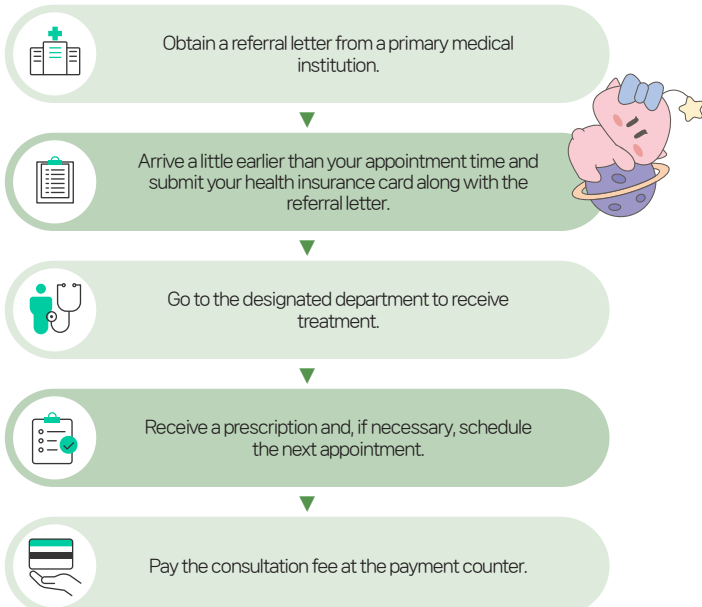 Obtain a referral letter from a primary medical
institution.
Arrive a little earlier than your appointment time and
submit your health insurance card along with the
referral letter.
Go to the designated department to receive
treatment.
Receive a prescription and, if necessary, schedule
the next appointment.
Pay the consultation fee at the payment counter.